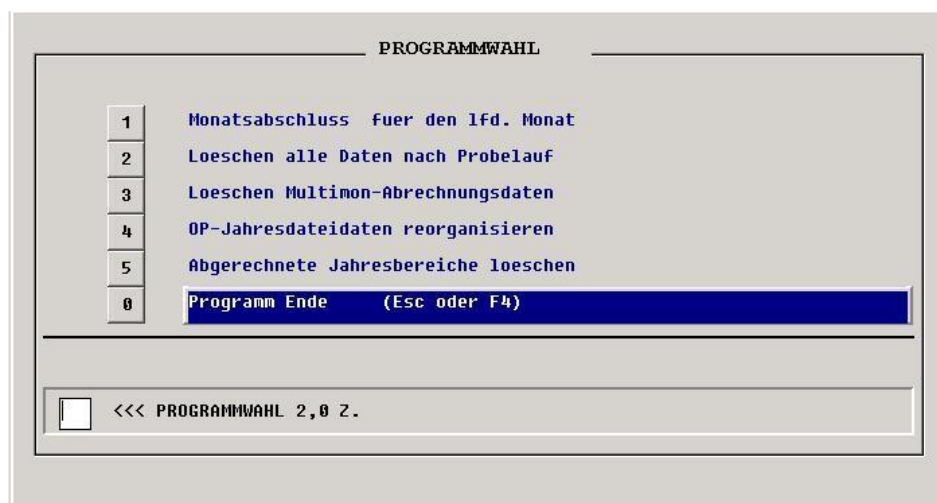 PROGRAMMWAHL
1 Monatsabschluss fuer den lfd. Monat
2 Loeschen alle Daten nach Probelauf
3 Loeschen Multimon-Abrechnungsdaten
4 OP-Jahresdateidaten reorganisieren
5 Abgerechnete Jahresbereiche loeschen
0 Programm Ende (Esc oder F4)
<<< PROGRAMMWAHL 2,0 Z.